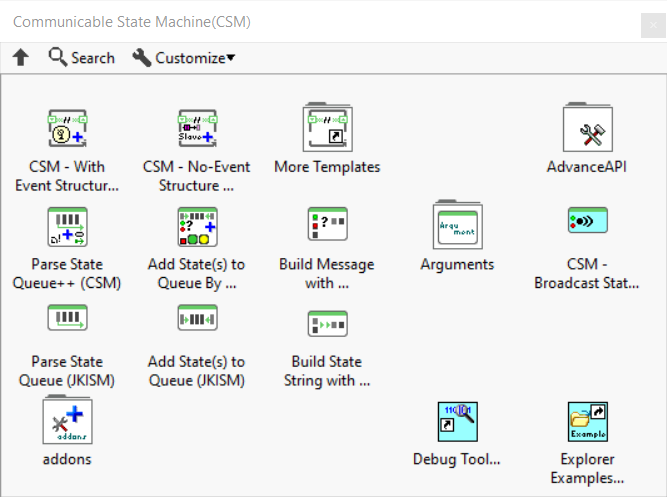 Communicable State Machine(CSM)
Search Customize▾
CSM - With
Event Structur...
CSM - No-Event
Structure ...
More Templates
AdvanceAPI
Slave
Parse State
Queue++ (CSM)
Add State(s) to
Queue By ...
Build Message
with ...
Argu
ment
Arguments
CSM -
Broadcast Stat...
Parse State
Queue (JKISM)
Add State(s) to
Queue (JKISM)
Build State
String with ...
addons
addons
Debug Tool...
Example
Explorer
Examples...